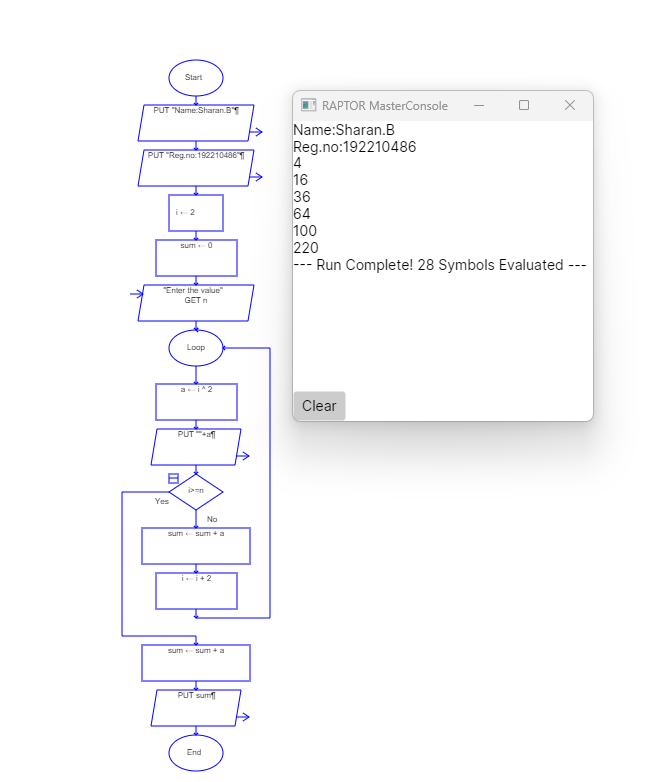 Start
PUT "Name:Sharan.B"¶
PUT "Reg.no:192210486"¶
i ← 2
sum ← 0
"Enter the value"
GET n
Loop
a ← i ^ 2
PUT ""+a¶
i>=n
Yes
No
sum ← sum + a
i ← i + 2
sum ← sum + a
PUT sum¶
End
RAPTOR MasterConsole
Name:Sharan.B
Reg.no:192210486
4
16
36
64
100
220
--- Run Complete! 28 Symbols Evaluated ---
Clear